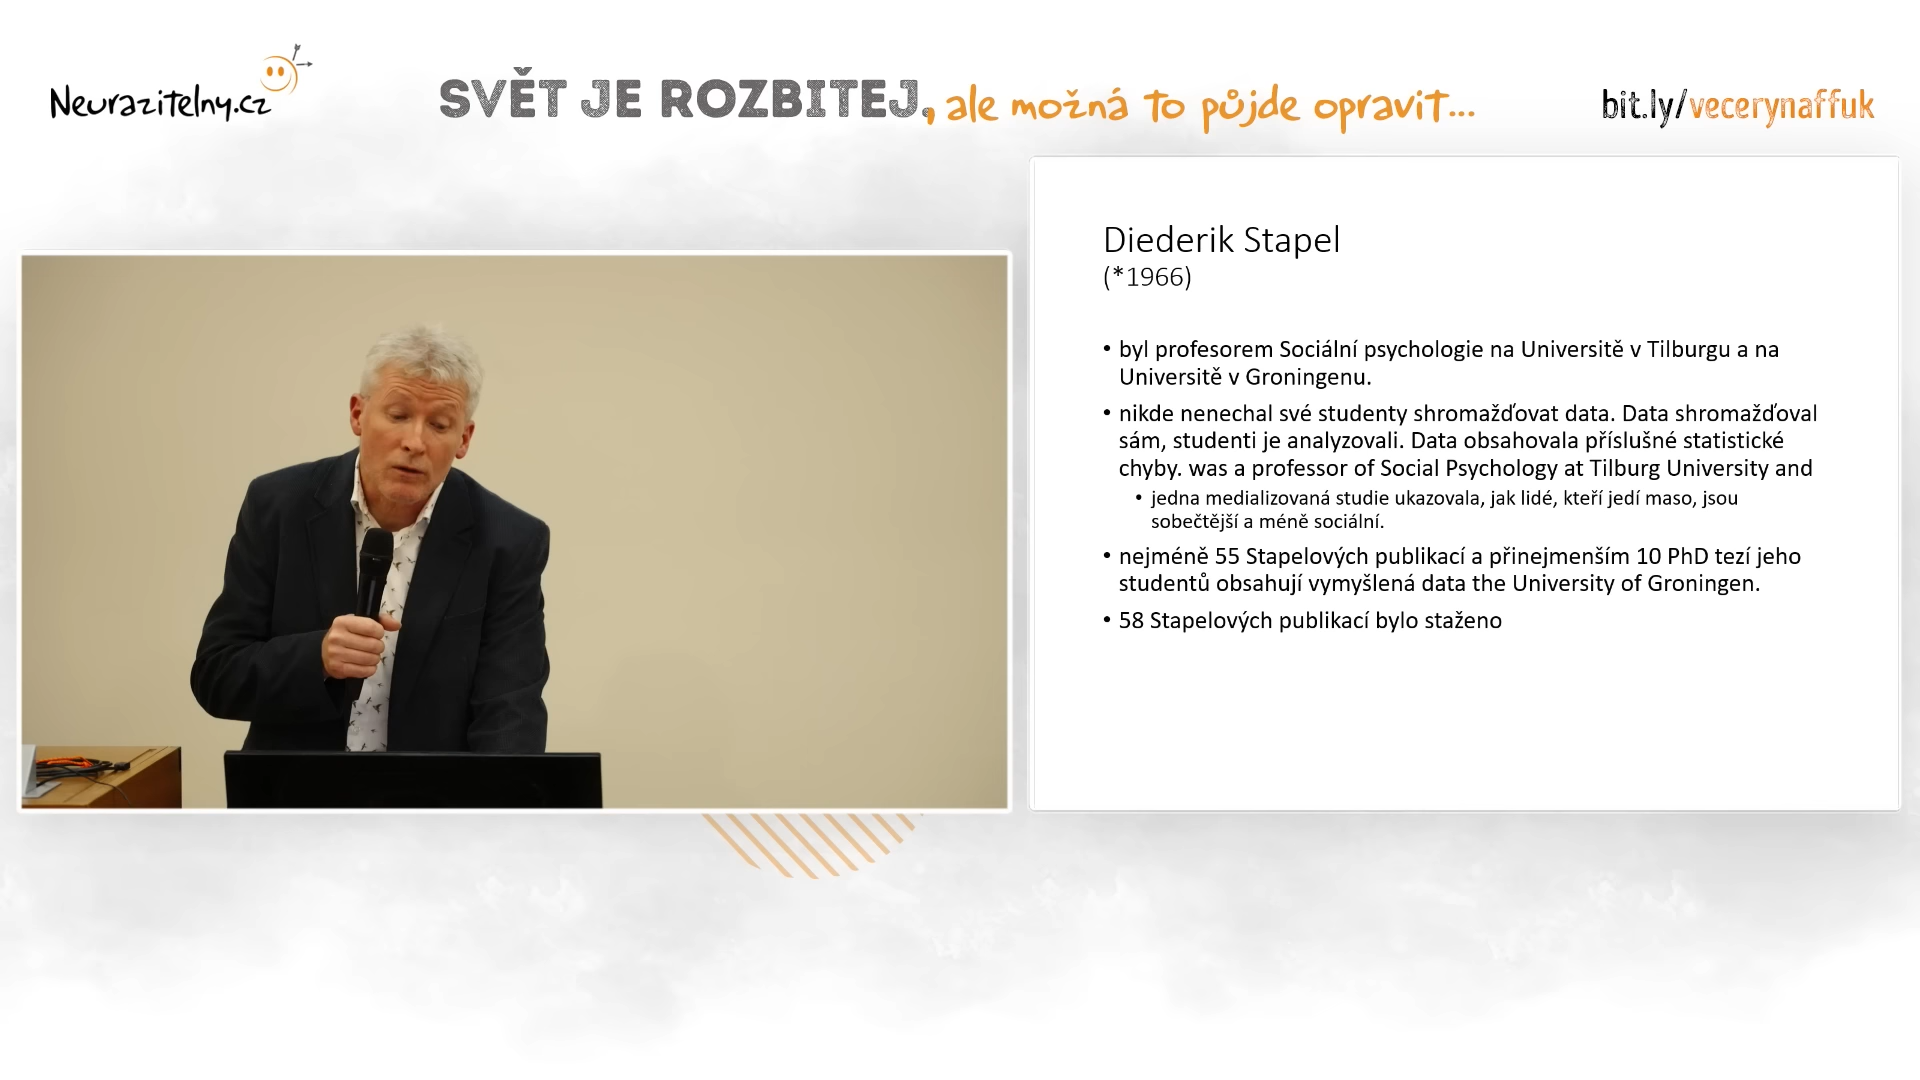 Neurazitelny.cz
SVĚT JE ROZBITEJ, ale možná to půjde opravit...
bit.ly/vecerynaffuk
Diederik Stapel
(*1966)
• byl profesorem Sociální psychologie na Universitě v Tilburgu a na
Universitě v Groningenu.
• nikde nenechal své studenty shromažďovat data. Data shromažďoval
sám, studenti je analyzovali. Data obsahovala příslušné statistické
chyby. was a professor of Social Psychology at Tilburg University and
• jedna medializovaná studie ukazovala, jak lidé, kteří jedí maso, jsou
sobečtější a méně sociální.
• nejméně 55 Stapelových publikací a přinejmenším 10 PhD tezí jeho
studentů obsahují vymyšlená data the University of Groningen.
• 58 Stapelových publikací bylo staženo